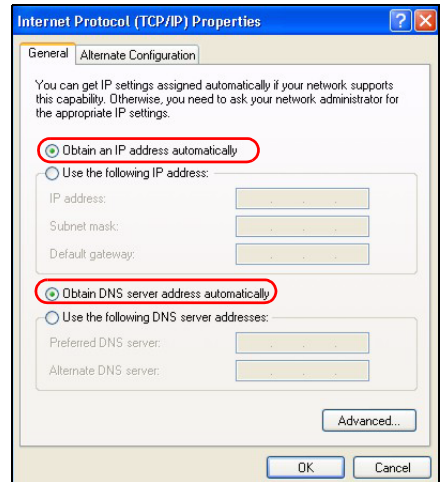 Internet Protocol (TCP/IP) Properties
General Alternate Configuration
You can get IP settings assigned automatically if your network supports
this capability. Otherwise, you need to ask your network administrator for
the appropriate IP settings.
Obtain an IP address automatically
Use the following IP address:
IP address:
Subnet mask:
Default gateway:
Obtain DNS server address automatically
Use the following DNS server addresses:
Preferred DNS server:
Alternate DNS server:
Advanced...
OK Cancel